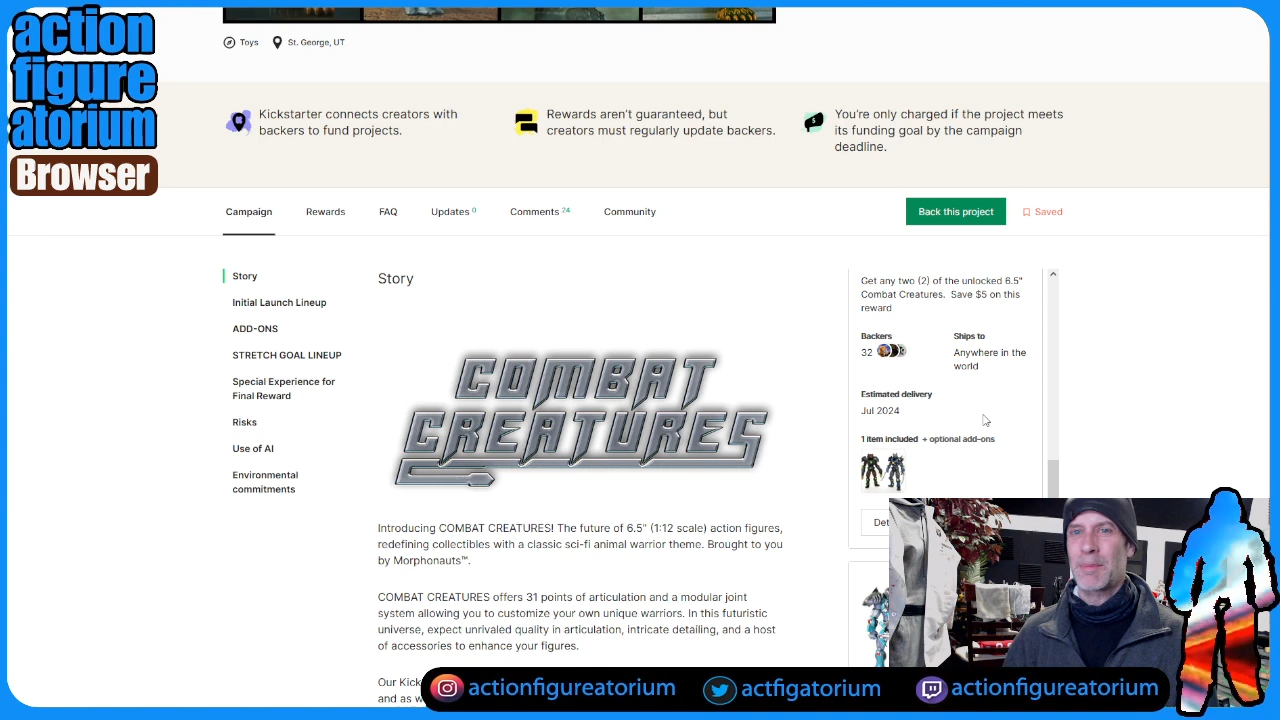 action
figure
atorium
Browser
Toys
St. George, UT
Kickstarter connects creators with
backers to fund projects.
Rewards aren't guaranteed, but
creators must regularly update backers.
You're only charged if the project meets
its funding goal by the campaign
deadline.
Campaign
Rewards
FAQ
Updates 0
Comments 24
Community
Back this project
Saved
Story
Initial Launch Lineup
ADD-ONS
STRETCH GOAL LINEUP
Special Experience for
Final Reward
Risks
Use of AI
Environmental
commitments
Story
COMBAT
CREATURES
Introducing COMBAT CREATURES! The future of 6.5" (1:12 scale) action figures,
redefining collectibles with a classic sci-fi animal warrior theme. Brought to you
by Morphonauts™.
COMBAT CREATURES offers 31 points of articulation and a modular joint
system allowing you to customize your own unique warriors. In this futuristic
universe, expect unrivaled quality in articulation, intricate detailing, and a host
of accessories to enhance your figures.
Our Kick
and as w
Get any two (2) of the unlocked 6.5"
Combat Creatures. Save $5 on this
reward
Backers
32
Ships to
Anywhere in the
world
Estimated delivery
Jul 2024
1 item included + optional add-ons
Det
actionfigureatorium
actfigatorium
actionfigureatorium